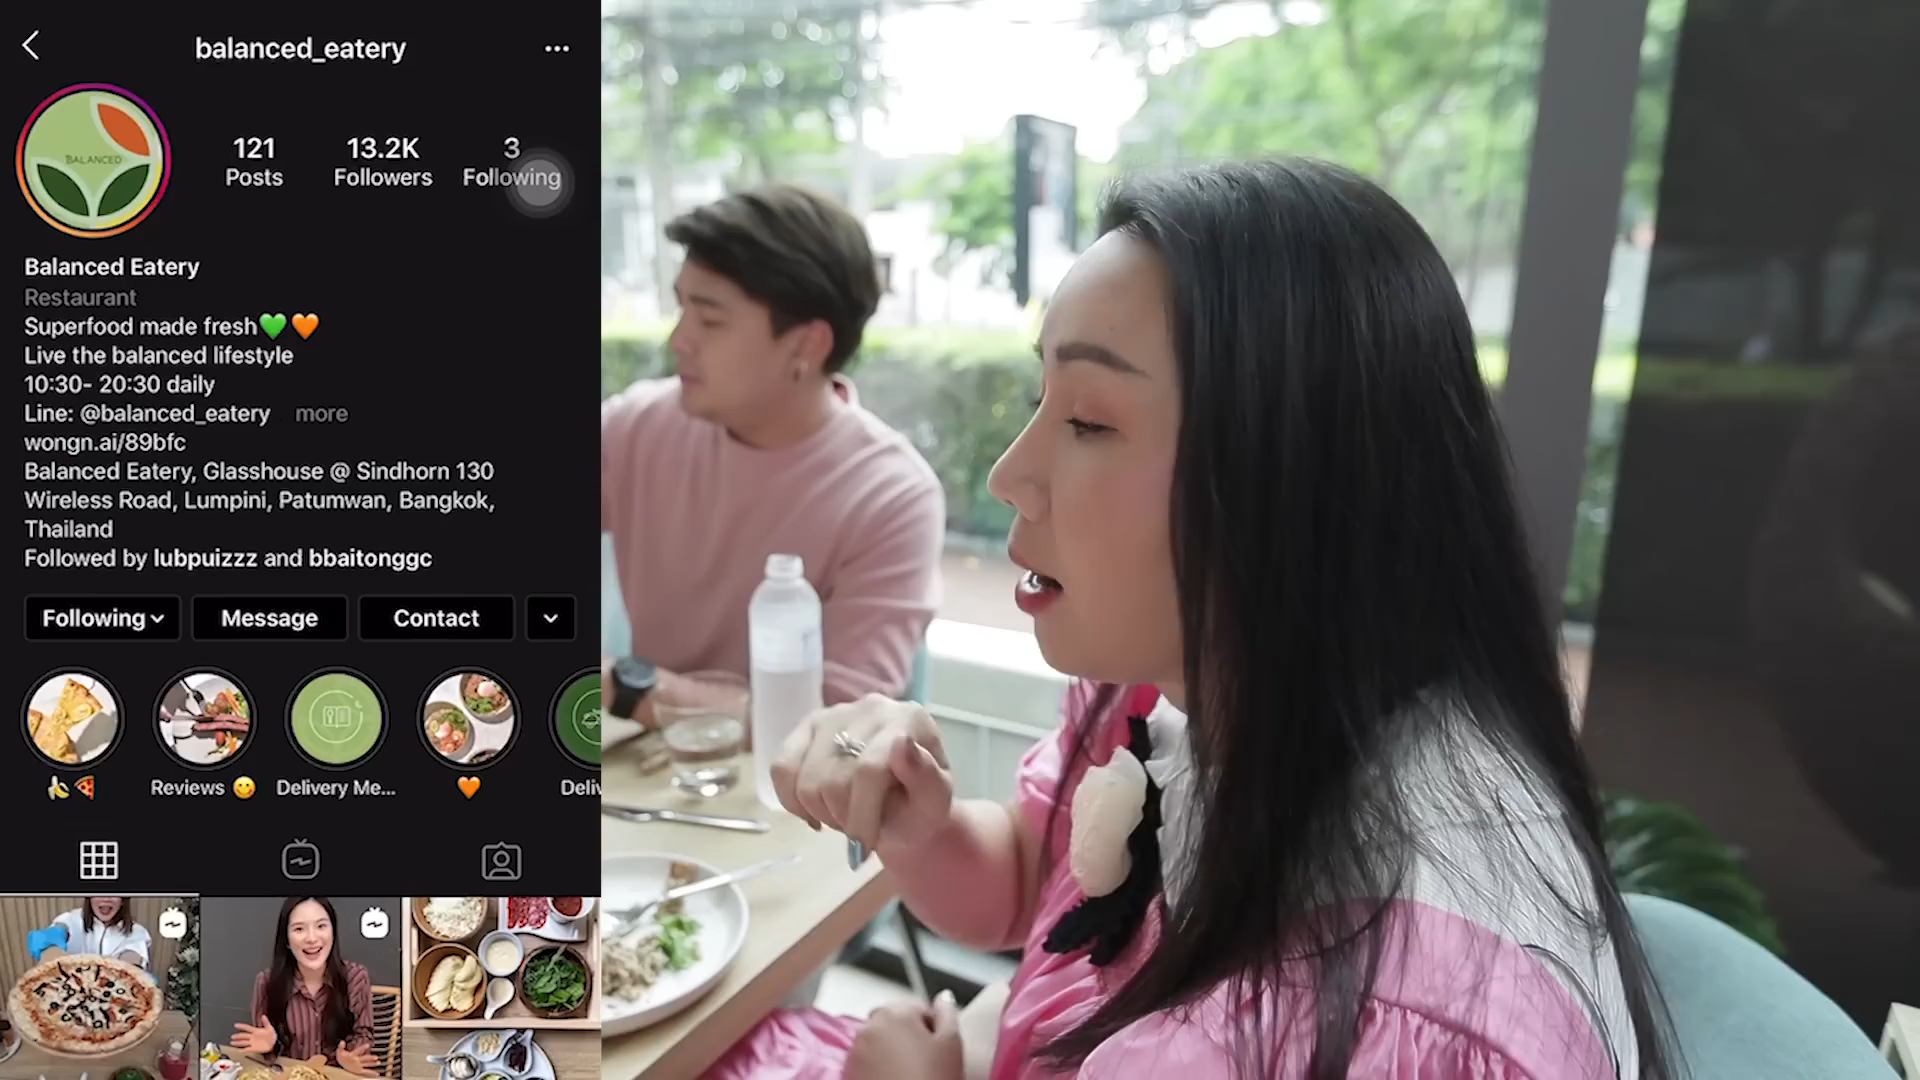 balanced_eatery
BALANCED
121
Posts
13.2K
Followers
3
Following
Balanced Eatery
Restaurant
Superfood made fresh💚🧡
Live the balanced lifestyle
10:30- 20:30 daily
Line: @balanced_eatery more
wongn.ai/89bfc
Balanced Eatery, Glasshouse @ Sindhorn 130
Wireless Road, Lumpini, Patumwan, Bangkok,
Thailand
Followed by lubpuizzz and bbaitonggc
Following
Message
Contact
🍌🍕
Reviews 😋
Delivery Me...
🧡
Deliv